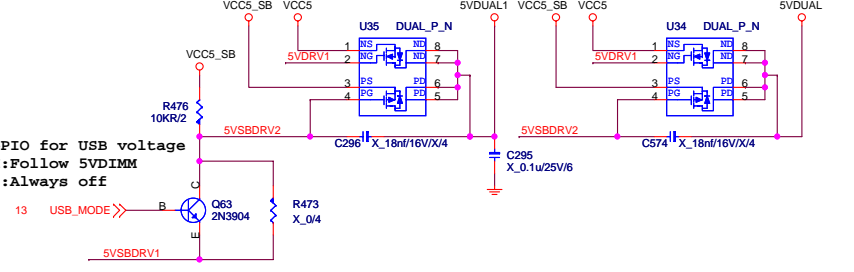 VCC5_SB VCC5 5VDUAL1 VCC5_SB VCC5 5VDUAL
U35 DUAL_P_N U34 DUAL_P_N
1 NS ND 8 1 NS ND 8
5VDRV1 2 NG ND 7 5VDRV1 2 NG ND 7
VCC5_SB
3 PS PD 6 3 PS PD 6
4 PG PD 5 4 PG PD 5
R476
10KR/2
5VSBDRV2 5VSBDRV2
C296 X_18nf/16V/X/4 C574 X_18nf/16V/X/4
PIO for USB voltage
:Follow 5VDIMM
:Always off
C295
X_0.1u/25V/6
C
13 USB_MODE B Q63 R473
2N3904 X_0/4
E
5VSBDRV1